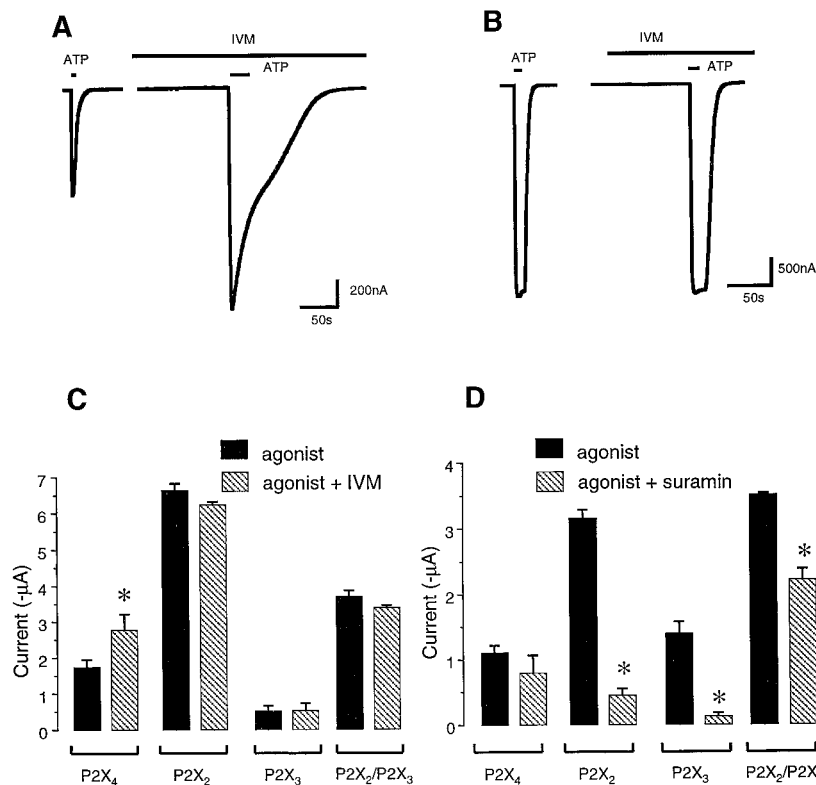 A
IVM
ATP
ATP
200nA
50s
B
IVM
ATP
ATP
500nA
50s
C
agonist
agonist + IVM
Current (-µA)
7
6
5
4
3
2
1
0
*
P2X4
P2X2
P2X3
P2X2/P2X3
D
agonist
agonist + suramin
Current (-µA)
4
3
2
1
0
*
*
*
P2X4
P2X2
P2X3
P2X2/P2X